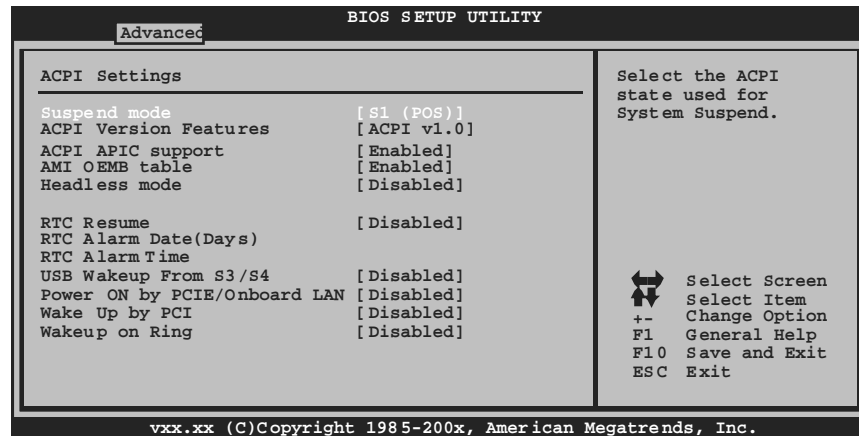 BIOS SETUP UTILITY
Advanced
ACPI Settings
Suspend mode [S1 (POS)]
ACPI Version Features [ACPI v1.0]
ACPI APIC support [Enabled]
AMI OEMB table [Enabled]
Headless mode [Disabled]
RTC Resume [Disabled]
RTC Alarm Date(Days)
RTC Alarm Time
USB Wakeup From S3/S4 [Disabled]
Power ON by PCIE/Onboard LAN [Disabled]
Wake Up by PCI [Disabled]
Wakeup on Ring [Disabled]
Select the ACPI
state used for
System Suspend.
Select Screen
Select Item
+- Change Option
F1 General Help
F10 Save and Exit
ESC Exit
vxx.xx (C)Copyright 1985-200x, American Megatrends, Inc.